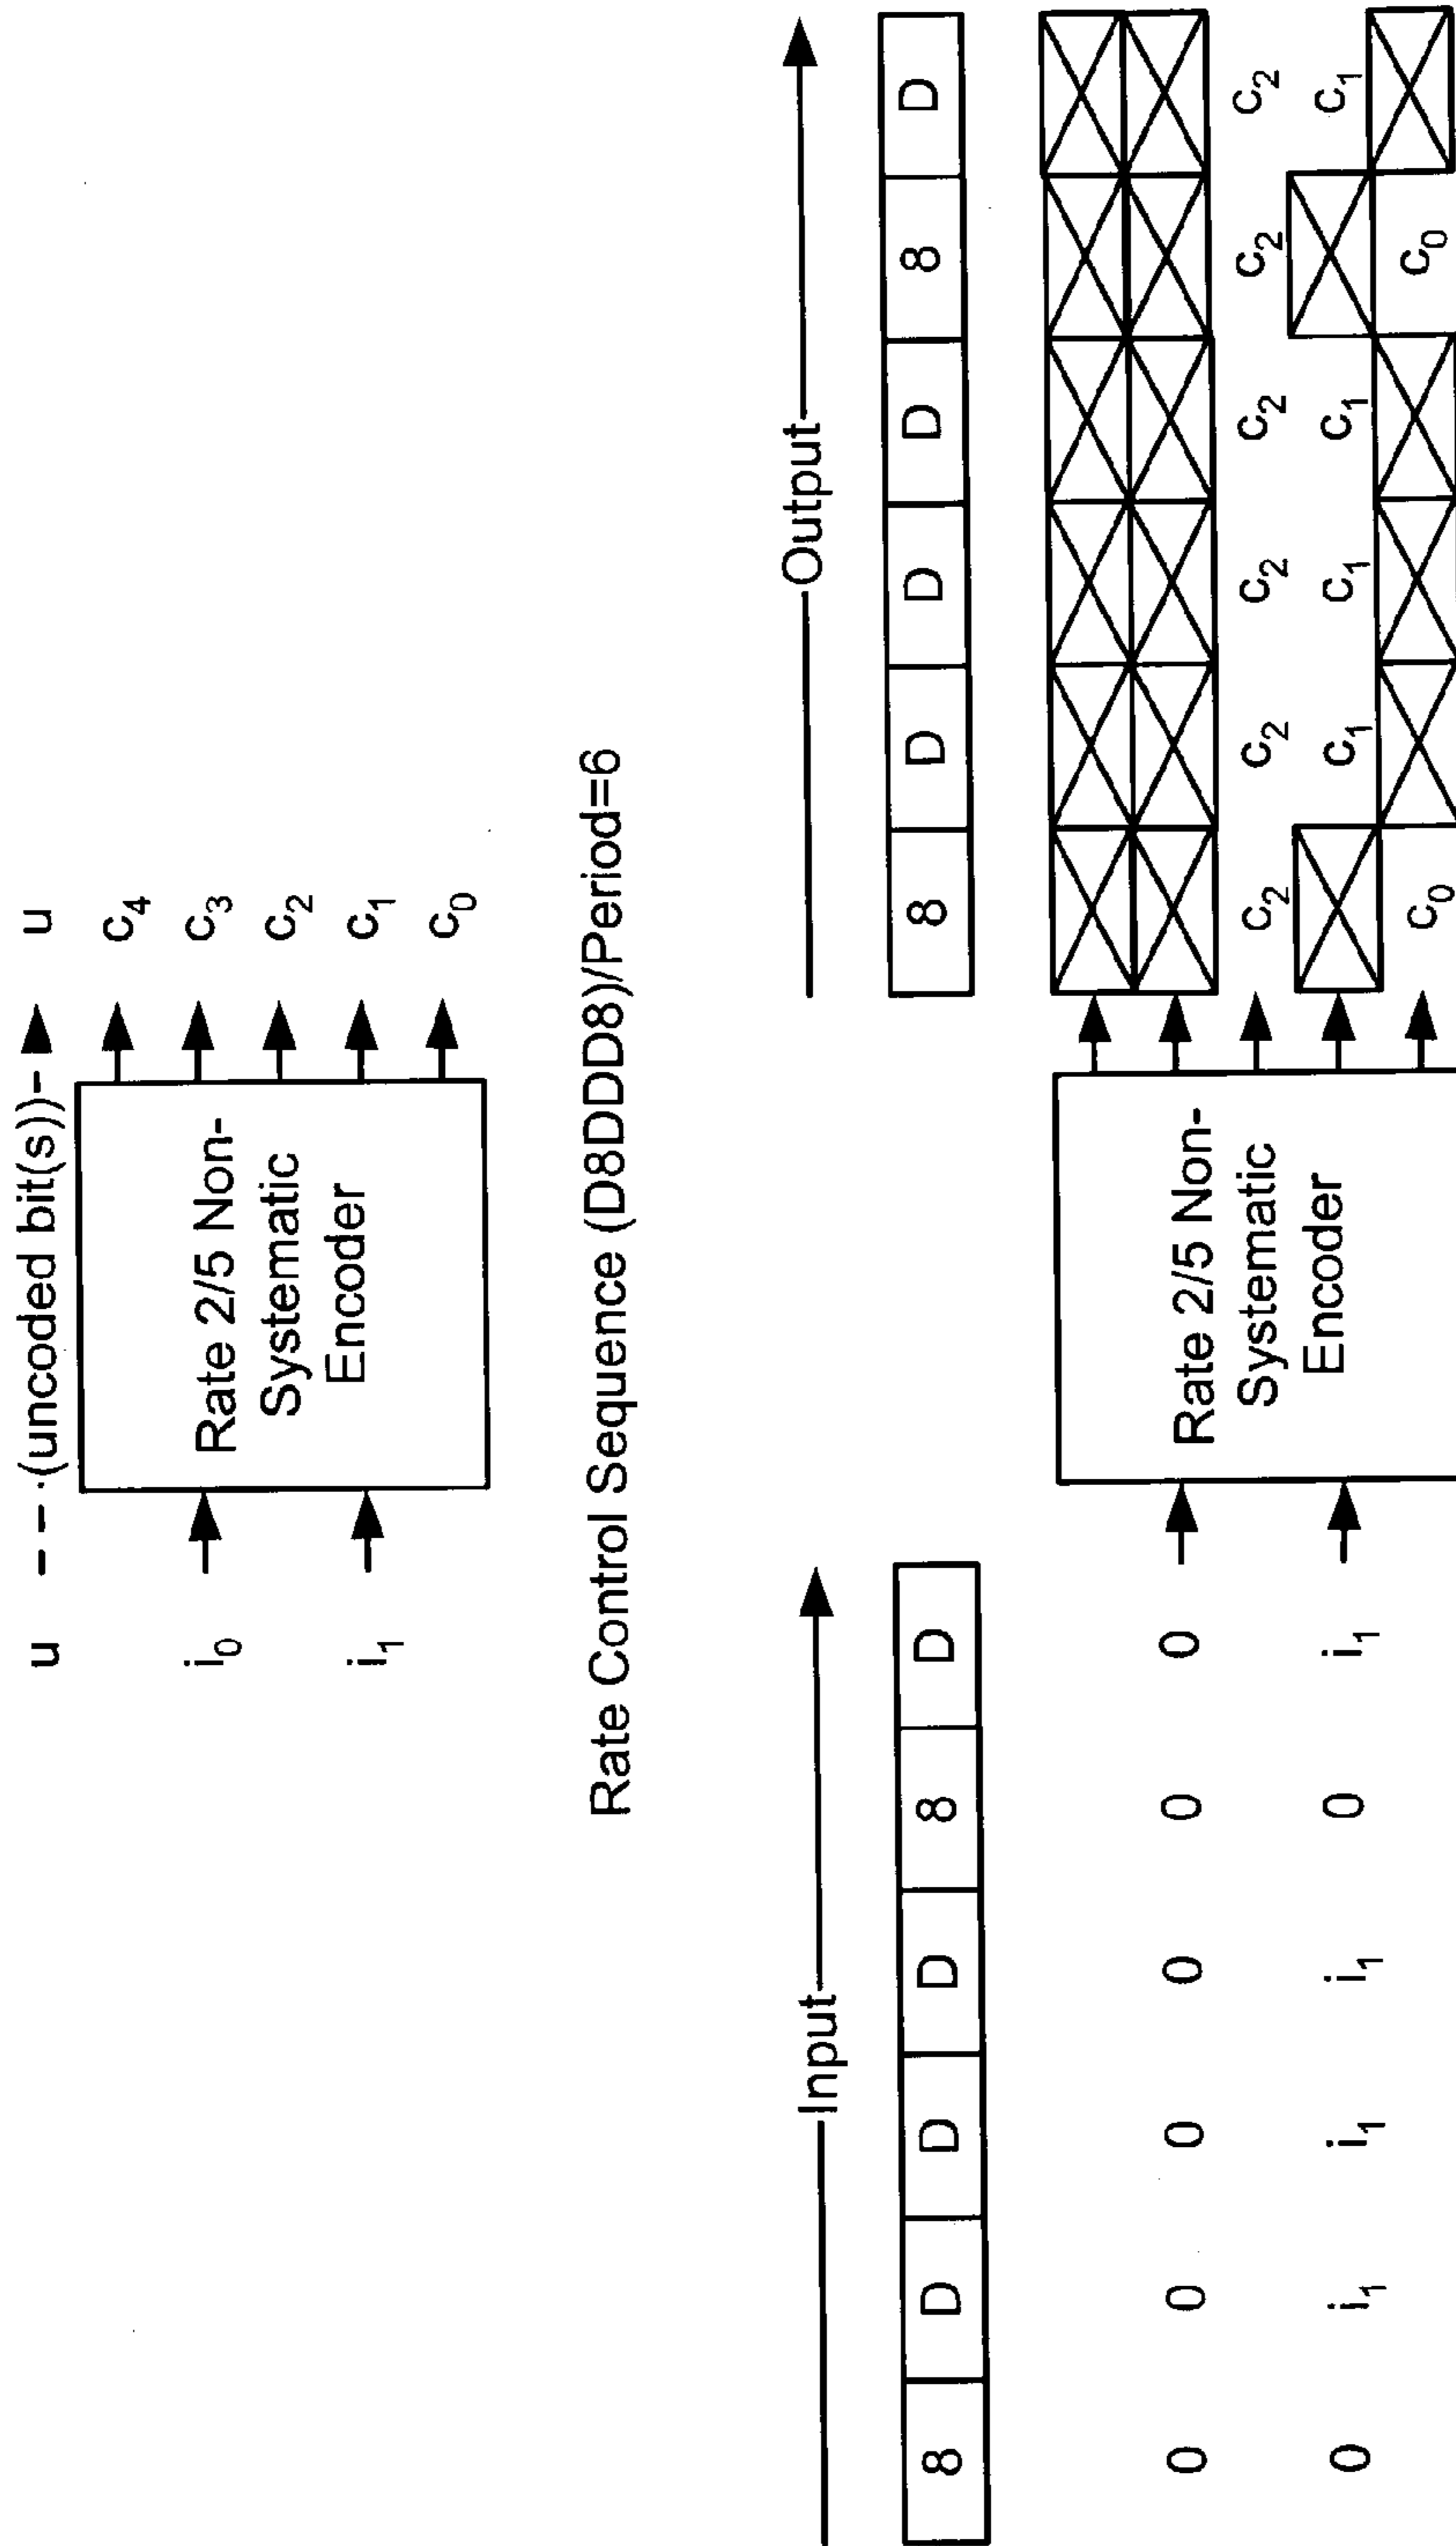 u - - - (uncoded bit(s)) - u
i0
i1
Rate 2/5 Non-
Systematic
Encoder
c4
c3
c2
c1
c0
Rate Control Sequence (D8DDD8)/Period=6
Input
8 D D D 8 D
0 0 0 0 0 0
0 i1 i1 i1 0 i1
Rate 2/5 Non-
Systematic
Encoder
Output
8 D D D 8 D
c2 c2 c2 c2 c2 c2
c1 c1 c1 c1
c0 c0